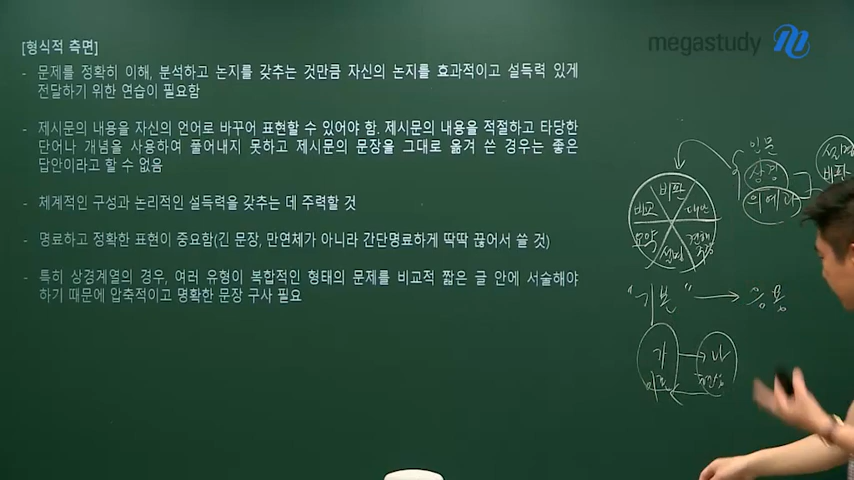 megastudy
[형식적 측면]
- 문제를 정확히 이해, 분석하고 논지를 갖추는 것만큼 자신의 논지를 효과적이고 설득력 있게
전달하기 위한 연습이 필요함
- 제시문의 내용을 자신의 언어로 바꾸어 표현할 수 있어야 함. 제시문의 내용을 적절하고 타당한
단어나 개념을 사용하여 풀어내지 못하고 제시문의 문장을 그대로 옮겨 쓴 경우는 좋은
답안이라고 할 수 없음
- 체계적인 구성과 논리적인 설득력을 갖추는 데 주력할 것
- 명료하고 정확한 표현이 중요함(긴 문장, 만연체가 아니라 간단명료하게 딱딱 끊어서 쓸 것)
- 특히 상경계열의 경우, 여러 유형이 복합적인 형태의 문제를 비교적 짧은 글 안에 서술해야
하기 때문에 압축적이고 명확한 문장 구사 필요
인문
상경
의예과
비판
비교
대안
요약
설명
견해
"기본" → 응용
가 나